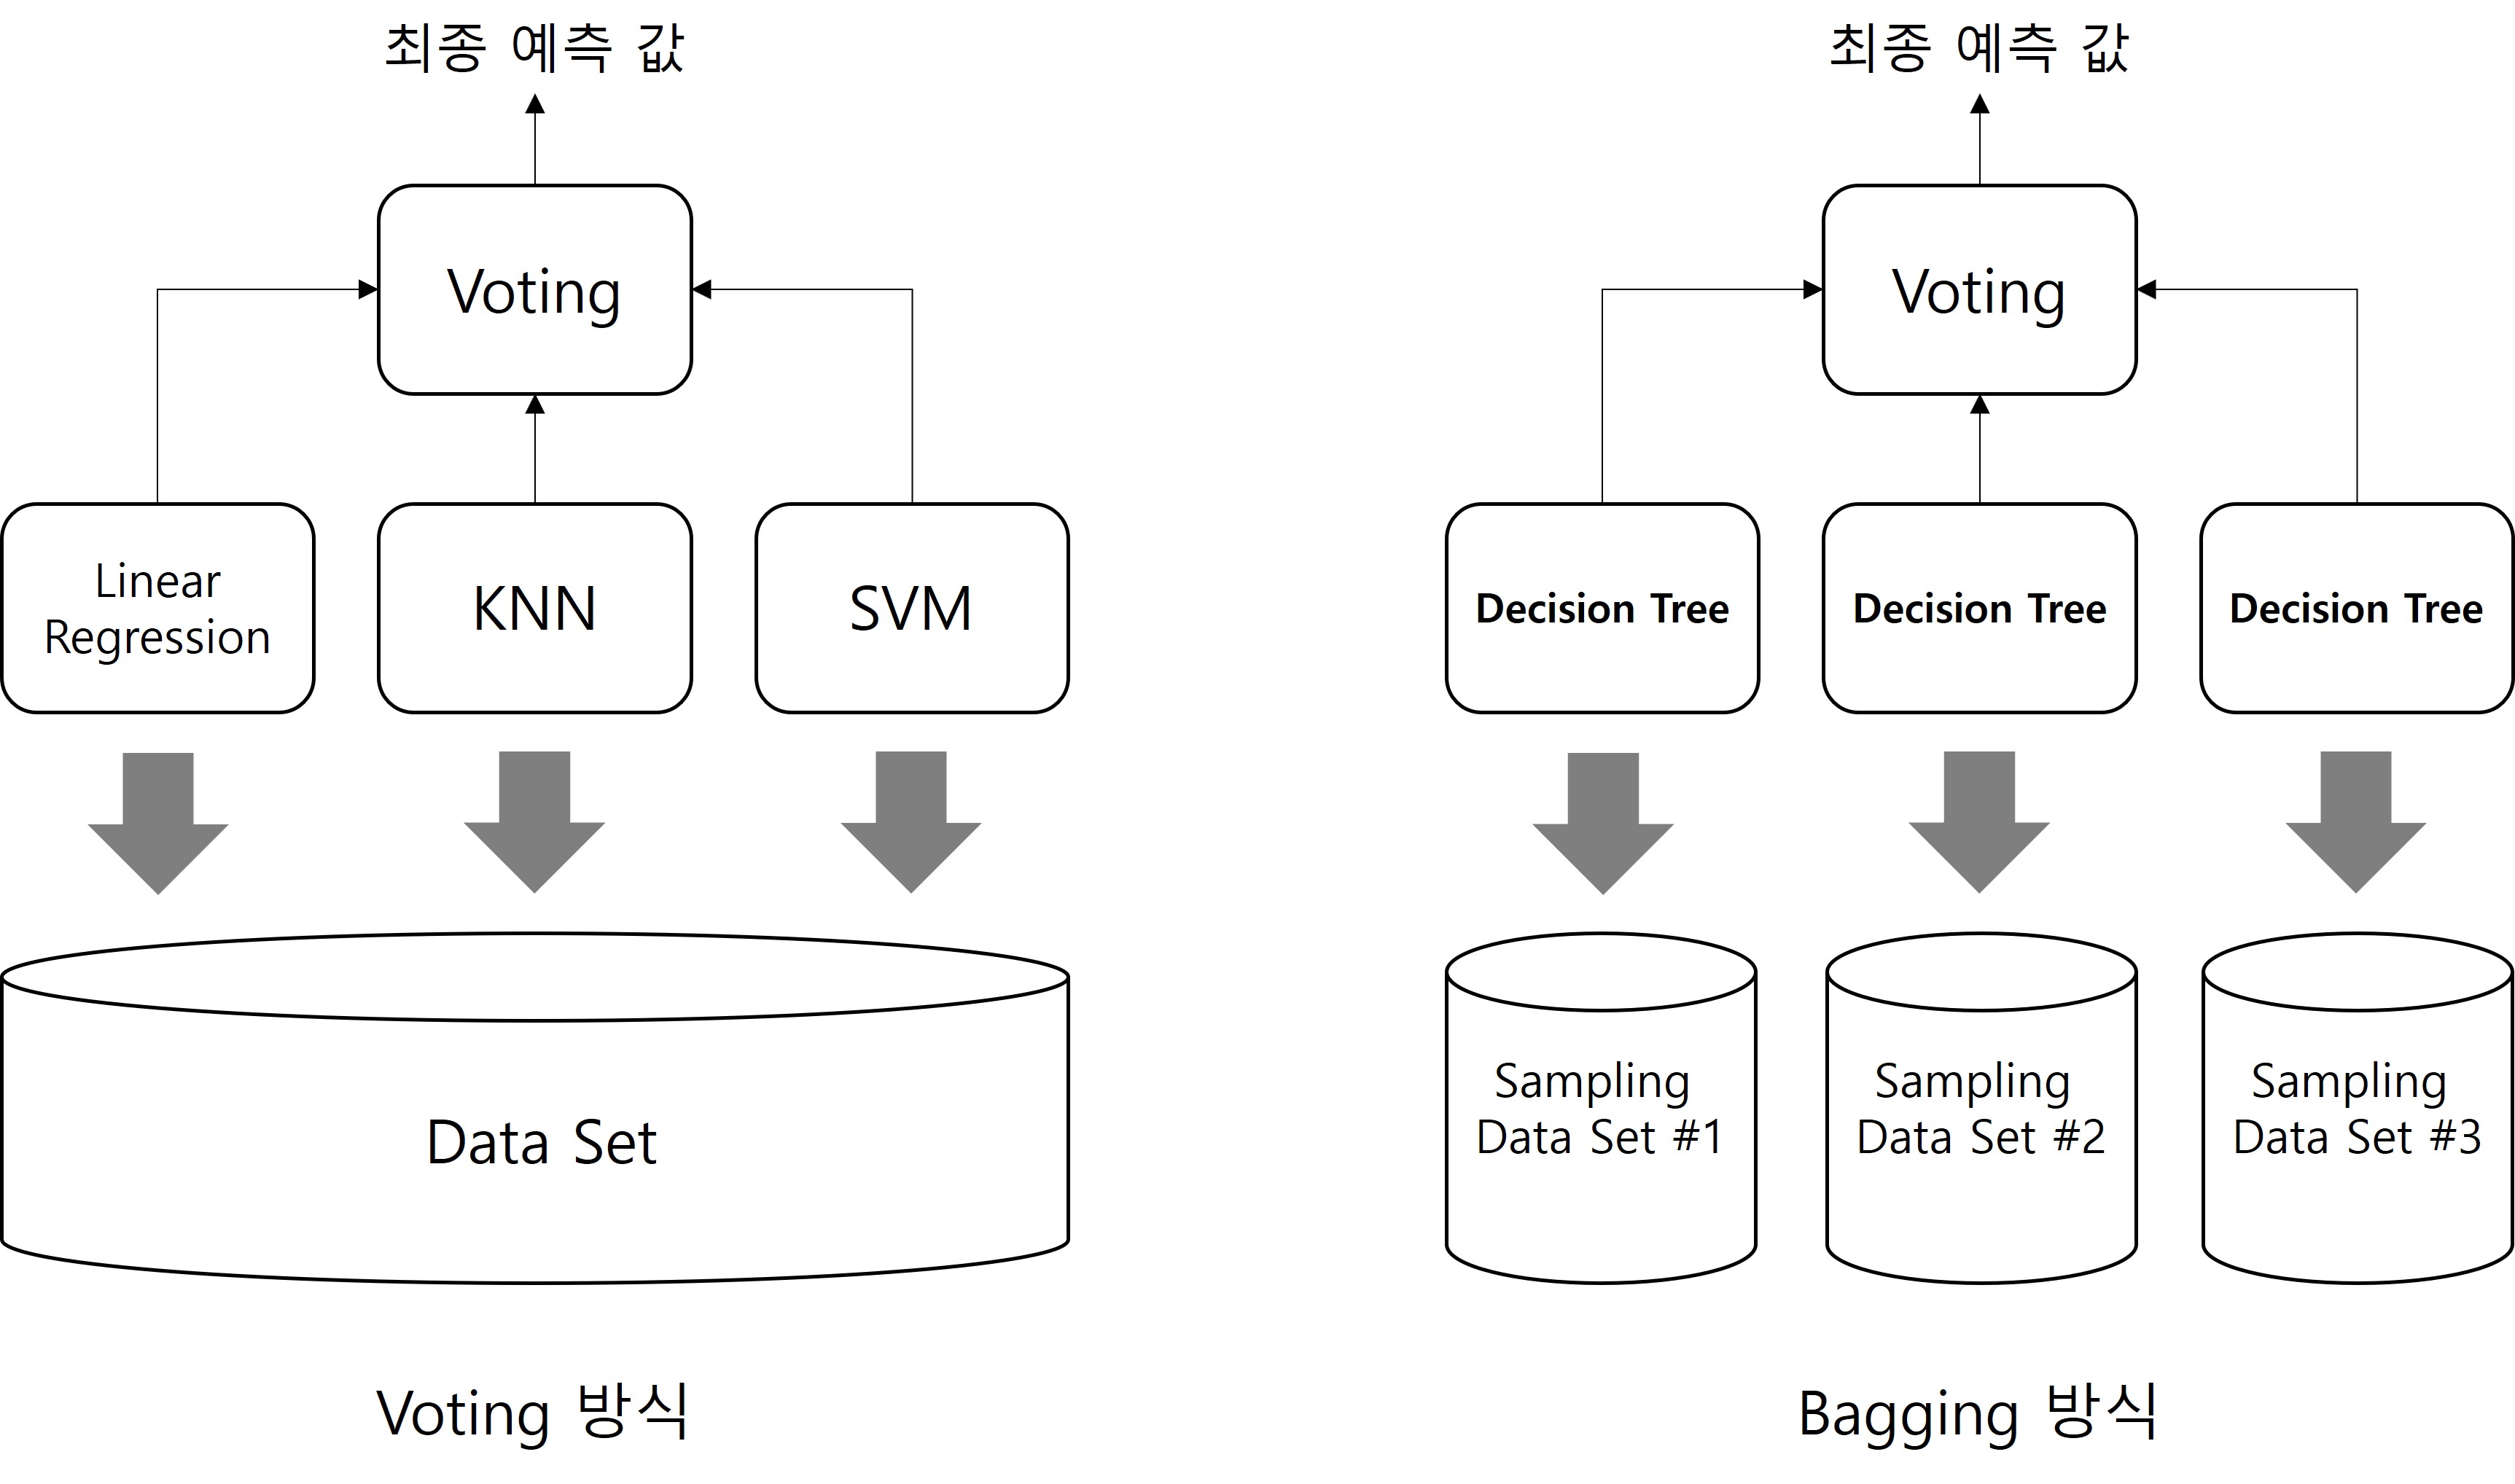 최종 예측 값
Voting
Linear
Regression
KNN
SVM
Data Set
Voting 방식
최종 예측 값
Voting
Decision Tree
Decision Tree
Decision Tree
Sampling
Data Set #1
Sampling
Data Set #2
Sampling
Data Set #3
Bagging 방식